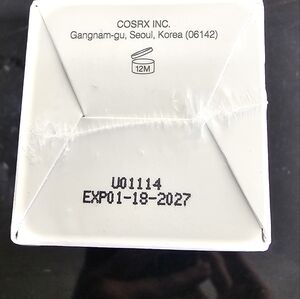 COSRX INC.
Gangnam-gu, Seoul, Korea (06142)
12M
U01114
EXP01-18-2027